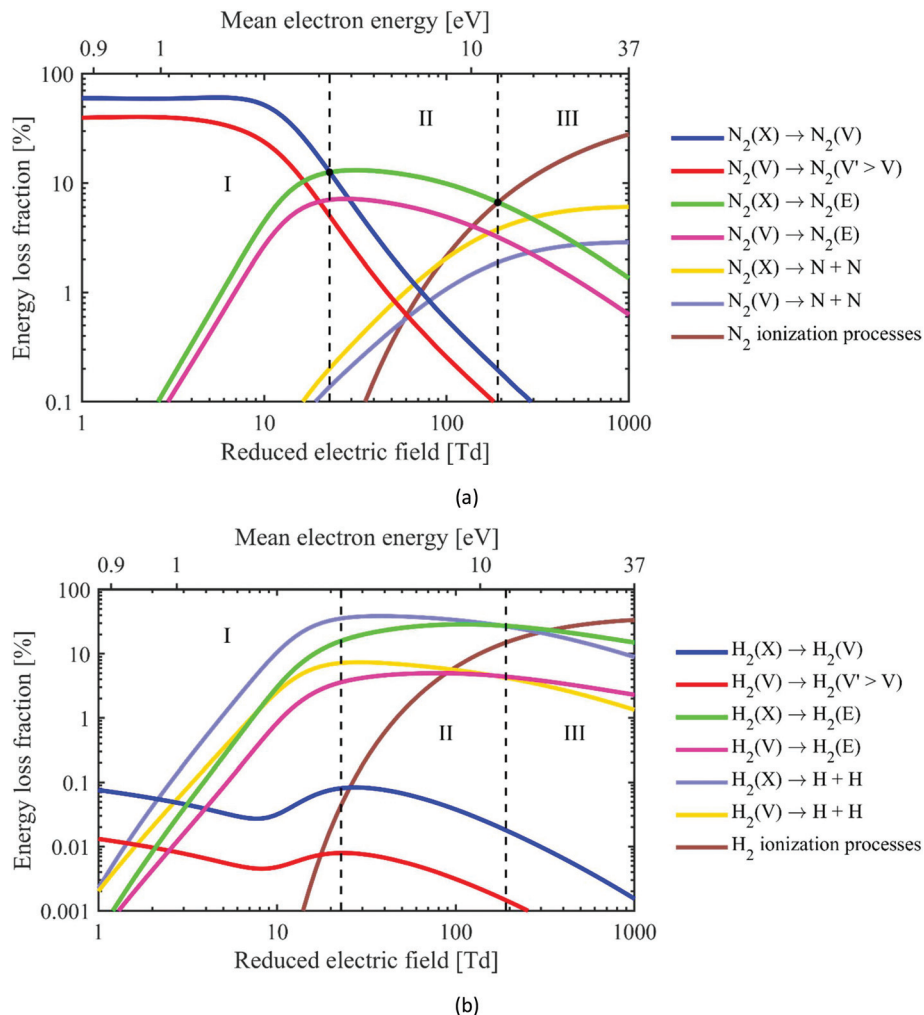 Mean electron energy [eV]
0.9 1 10 37
100
10
1
0.1
Energy loss fraction [%]
I II III
1 10 100 1000
Reduced electric field [Td]
N₂(X) → N₂(V)
N₂(V) → N₂(V' > V)
N₂(X) → N₂(E)
N₂(V) → N₂(E)
N₂(X) → N + N
N₂(V) → N + N
N₂ ionization processes
(a)
Mean electron energy [eV]
0.9 1 10 37
100
10
1
0.1
0.01
0.001
Energy loss fraction [%]
I II III
1 10 100 1000
Reduced electric field [Td]
H₂(X) → H₂(V)
H₂(V) → H₂(V' > V)
H₂(X) → H₂(E)
H₂(V) → H₂(E)
H₂(X) → H + H
H₂(V) → H + H
H₂ ionization processes
(b)